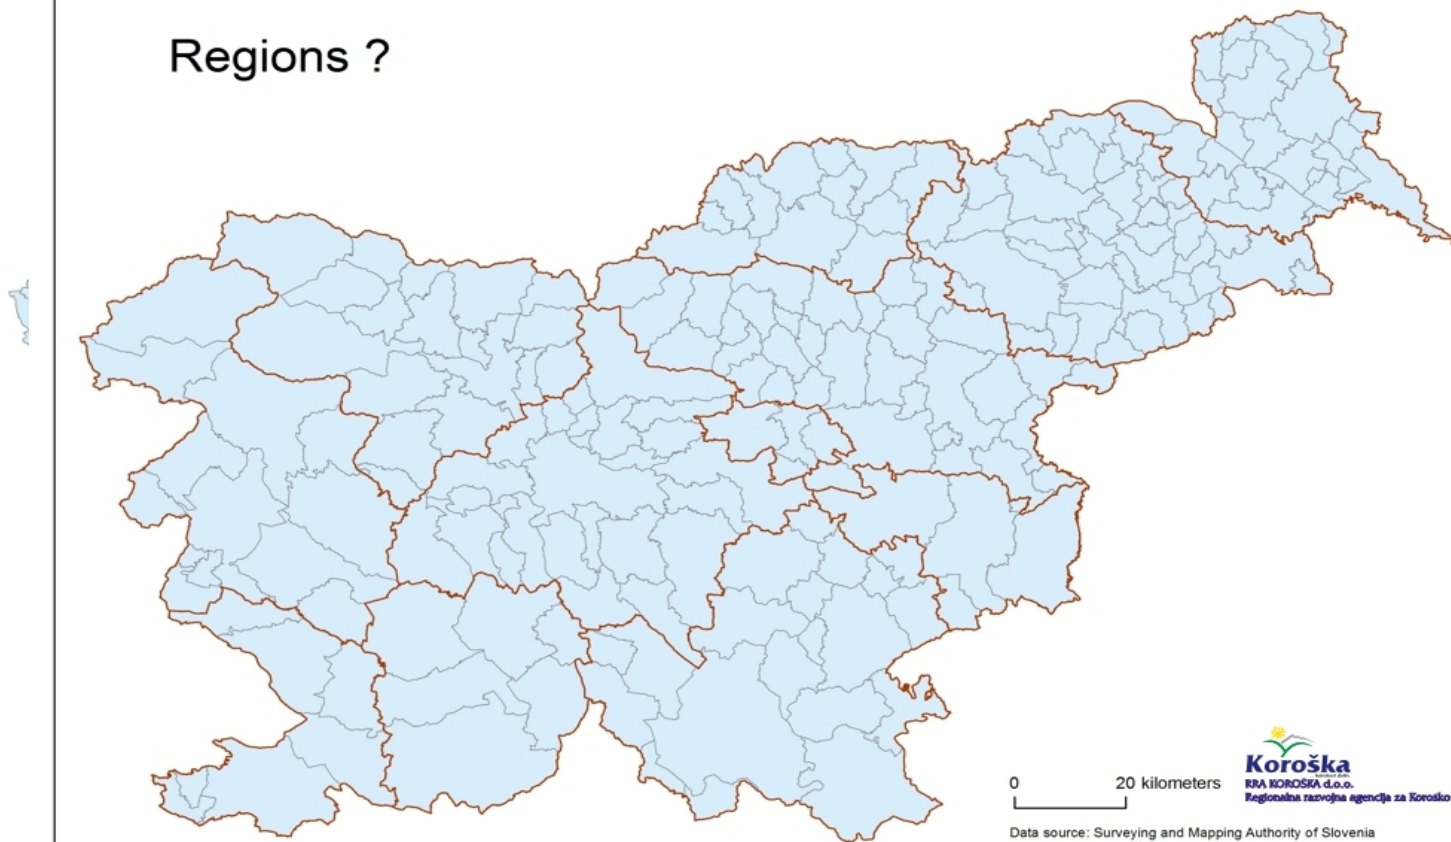 Regions ?
0 20 kilometers
Koroška
RRA KOROŠKA d.o.o.
Regionalna razvojna agencija za Koroško
Data source: Surveying and Mapping Authority of Slovenia